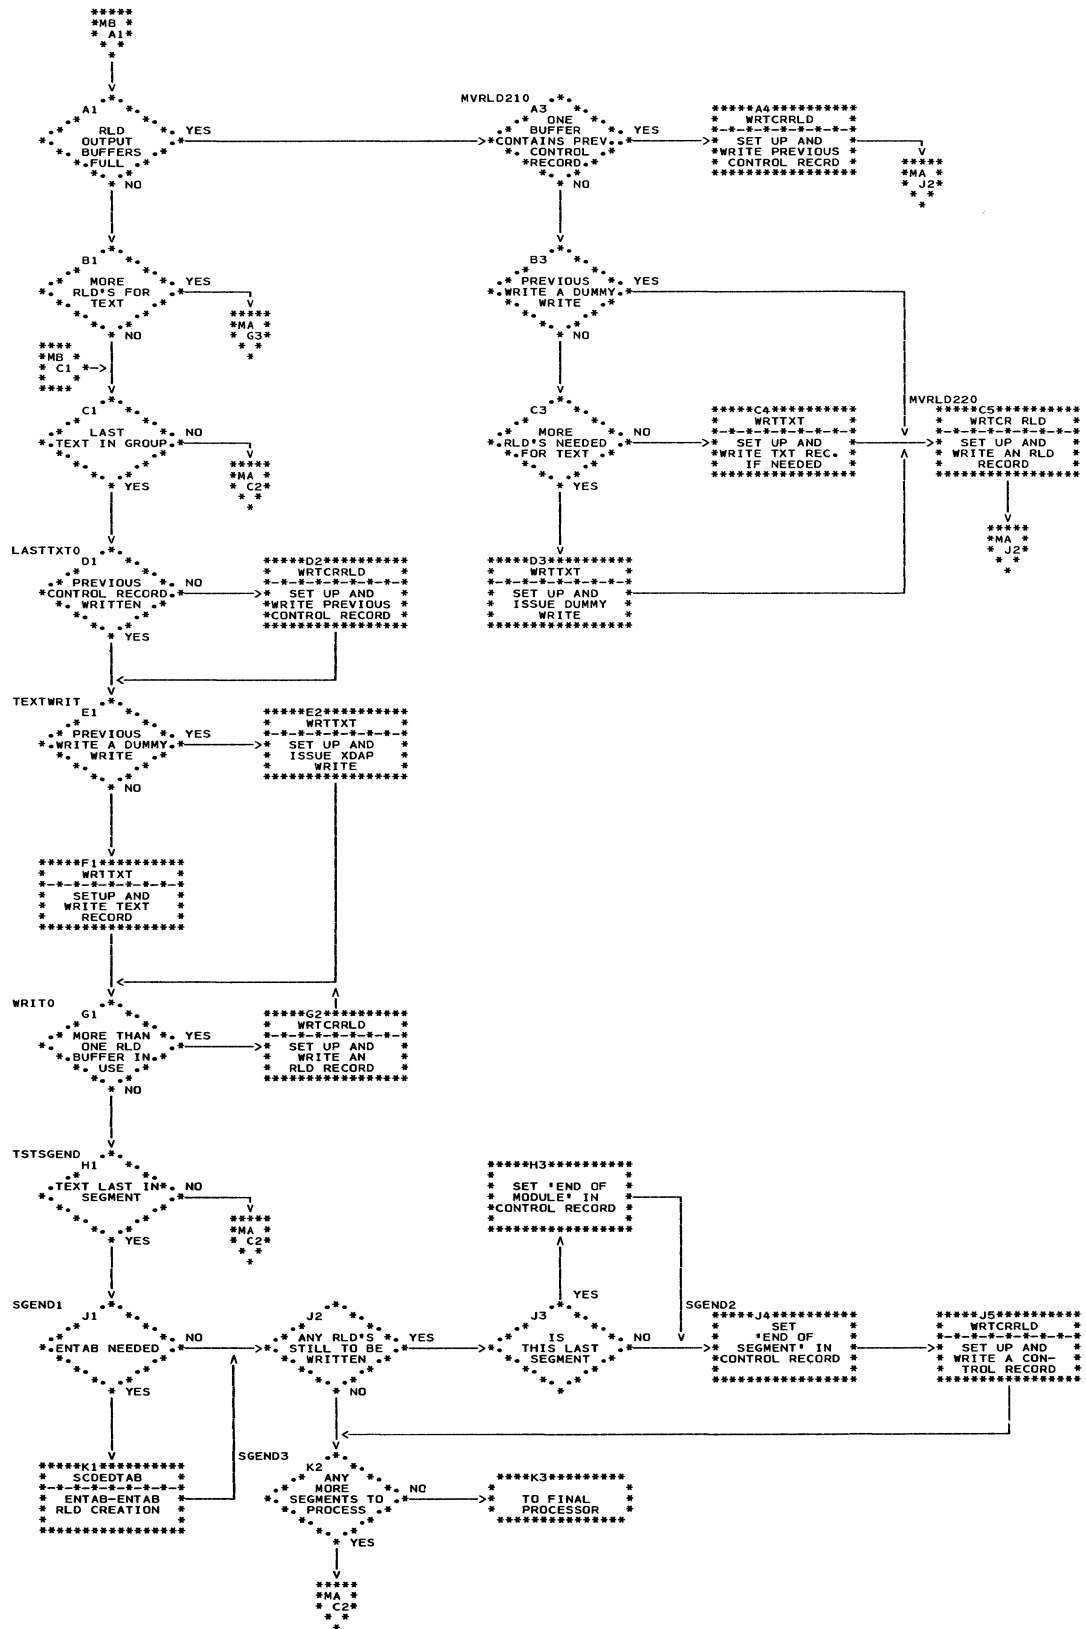 MB
A1
A1
RLD
OUTPUT
BUFFERS
FULL
YES
NO
MVRLD210
A3
ONE
BUFFER
CONTAINS PREV.
CONTROL
RECORD
YES
NO
A4
WRTCRRLD
SET UP AND
WRITE PREVIOUS
CONTROL RECRD
MA
J2
B1
MORE
RLD'S FOR
TEXT
YES
NO
MA
G3
B3
PREVIOUS
WRITE A DUMMY
WRITE
YES
NO
MB
C1
C1
LAST
TEXT IN GROUP
NO
YES
MA
C2
C3
MORE
RLD'S NEEDED
FOR TEXT
NO
YES
C4
WRTTXT
SET UP AND
WRITE TXT REC.
IF NEEDED
MVRLD220
C5
WRTCR RLD
SET UP AND
WRITE AN RLD
RECORD
MA
J2
LASTTXT0
D1
PREVIOUS
CONTROL RECORD
WRITTEN
NO
YES
D2
WRTCRRLD
SET UP AND
WRITE PREVIOUS
CONTROL RECORD
D3
WRTTXT
SET UP AND
ISSUE DUMMY
WRITE
TEXTWRIT
E1
PREVIOUS
WRITE A DUMMY
WRITE
YES
NO
E2
WRTTXT
SET UP AND
ISSUE XDAP
WRITE
F1
WRTTXT
SETUP AND
WRITE TEXT
RECORD
WRIT0
G1
MORE THAN
ONE RLD
BUFFER IN
USE
YES
NO
G2
WRTCRRLD
SET UP AND
WRITE AN
RLD RECORD
TSTSGEND
H1
TEXT LAST IN
SEGMENT
NO
YES
MA
C2
H3
SET 'END OF
MODULE' IN
CONTROL RECORD
SGEND1
J1
ENTAB NEEDED
NO
YES
J2
ANY RLD'S
STILL TO BE
WRITTEN
YES
NO
J3
IS
THIS LAST
SEGMENT
YES
NO
SGEND2
J4
SET
'END OF
SEGMENT' IN
CONTROL RECORD
J5
WRTCRRLD
SET UP AND
WRITE A CON-
TROL RECORD
K1
SCDEDTAB
ENTAB-ENTAB
RLD CREATION
SGEND3
K2
ANY
MORE
SEGMENTS TO
PROCESS
NO
YES
K3
TO FINAL
PROCESSOR
MA
C2